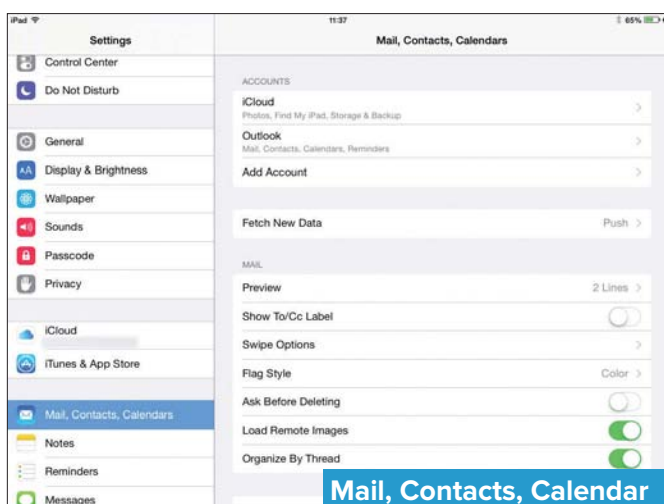 iPad 11:37 65%
Settings
Control Center
Do Not Disturb
General
Display & Brightness
Wallpaper
Sounds
Passcode
Privacy
iCloud
iTunes & App Store
Mail, Contacts, Calendars
Notes
Reminders
Messages
Mail, Contacts, Calendars
ACCOUNTS
iCloud
Photos, Find My iPad, Storage & Backup
Outlook
Mail, Contacts, Calendars, Reminders
Add Account
Fetch New Data Push
MAIL
Preview 2 Lines
Show To/Cc Label
Swipe Options
Flag Style Color
Ask Before Deleting
Load Remote Images
Organize By Thread
Mail, Contacts, Calendar